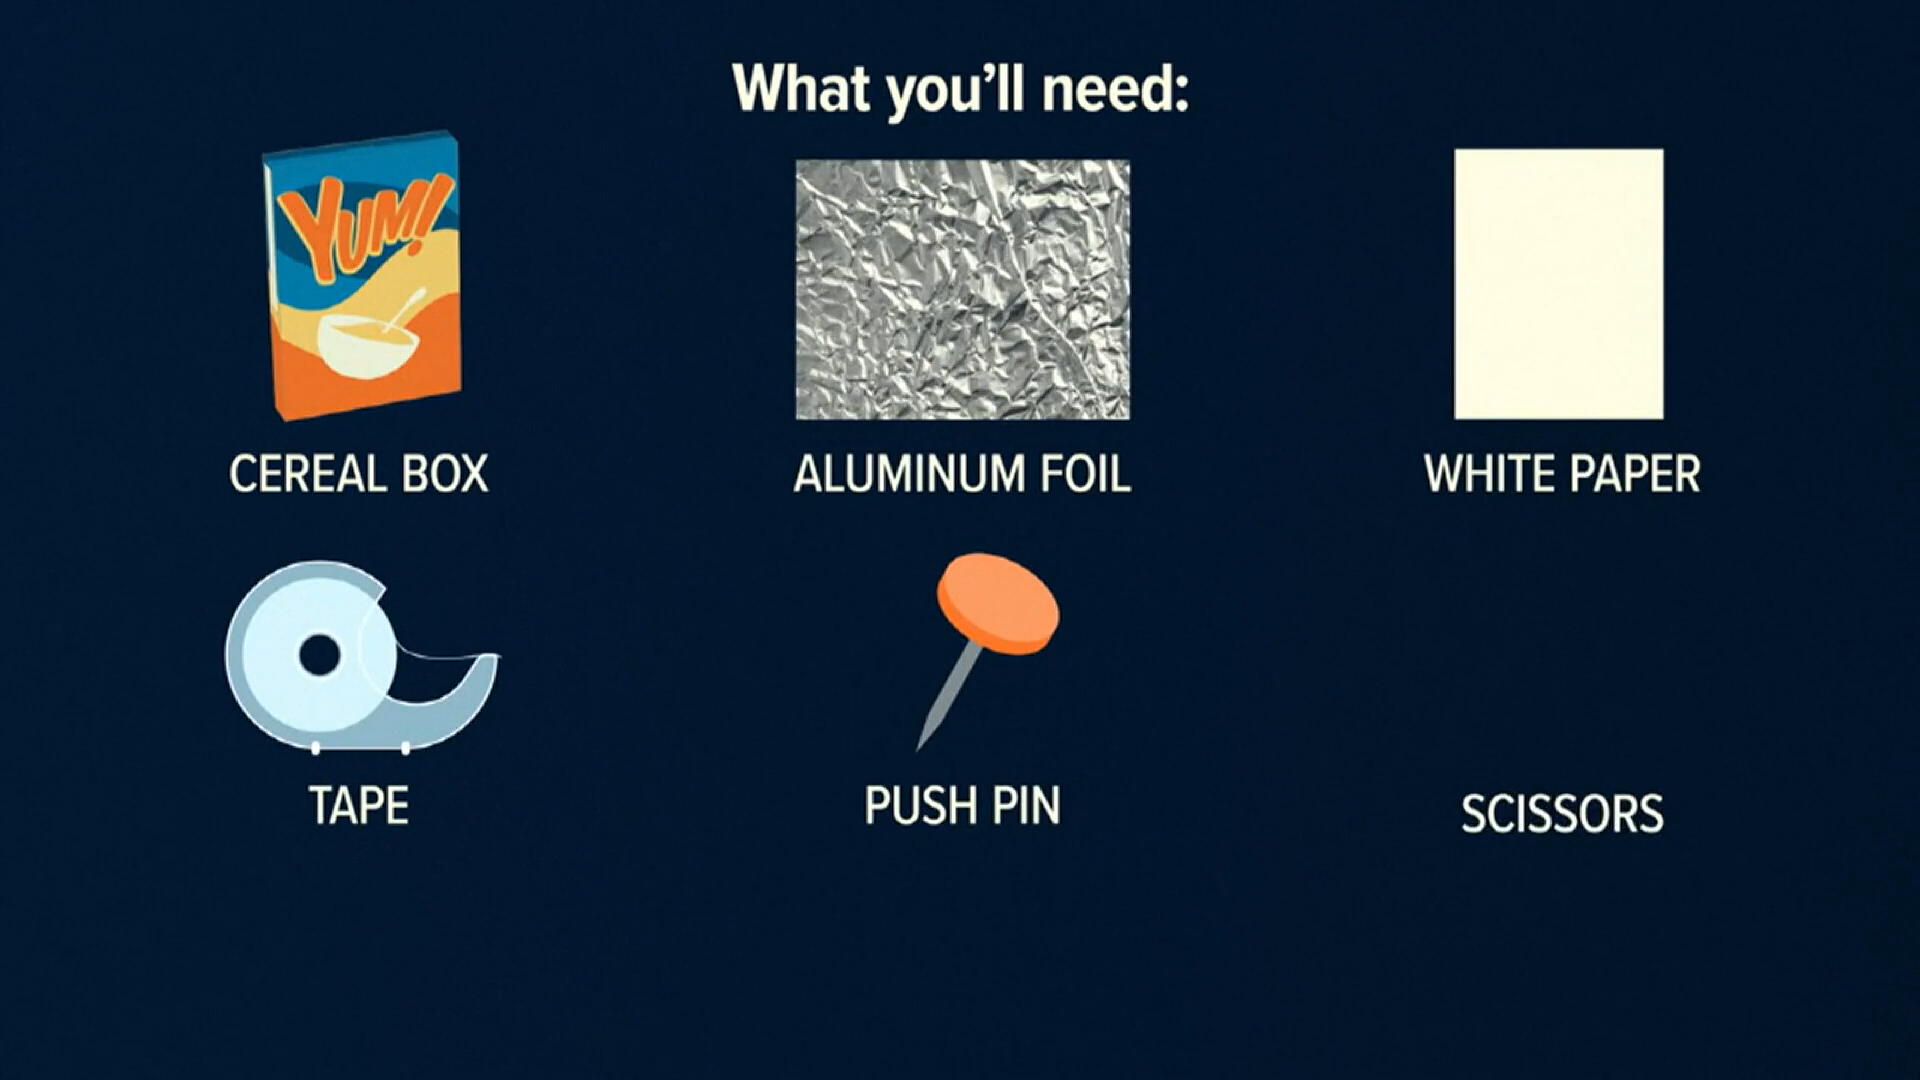 What you'll need:
YUM!
CEREAL BOX
ALUMINUM FOIL
WHITE PAPER
TAPE
PUSH PIN
SCISSORS